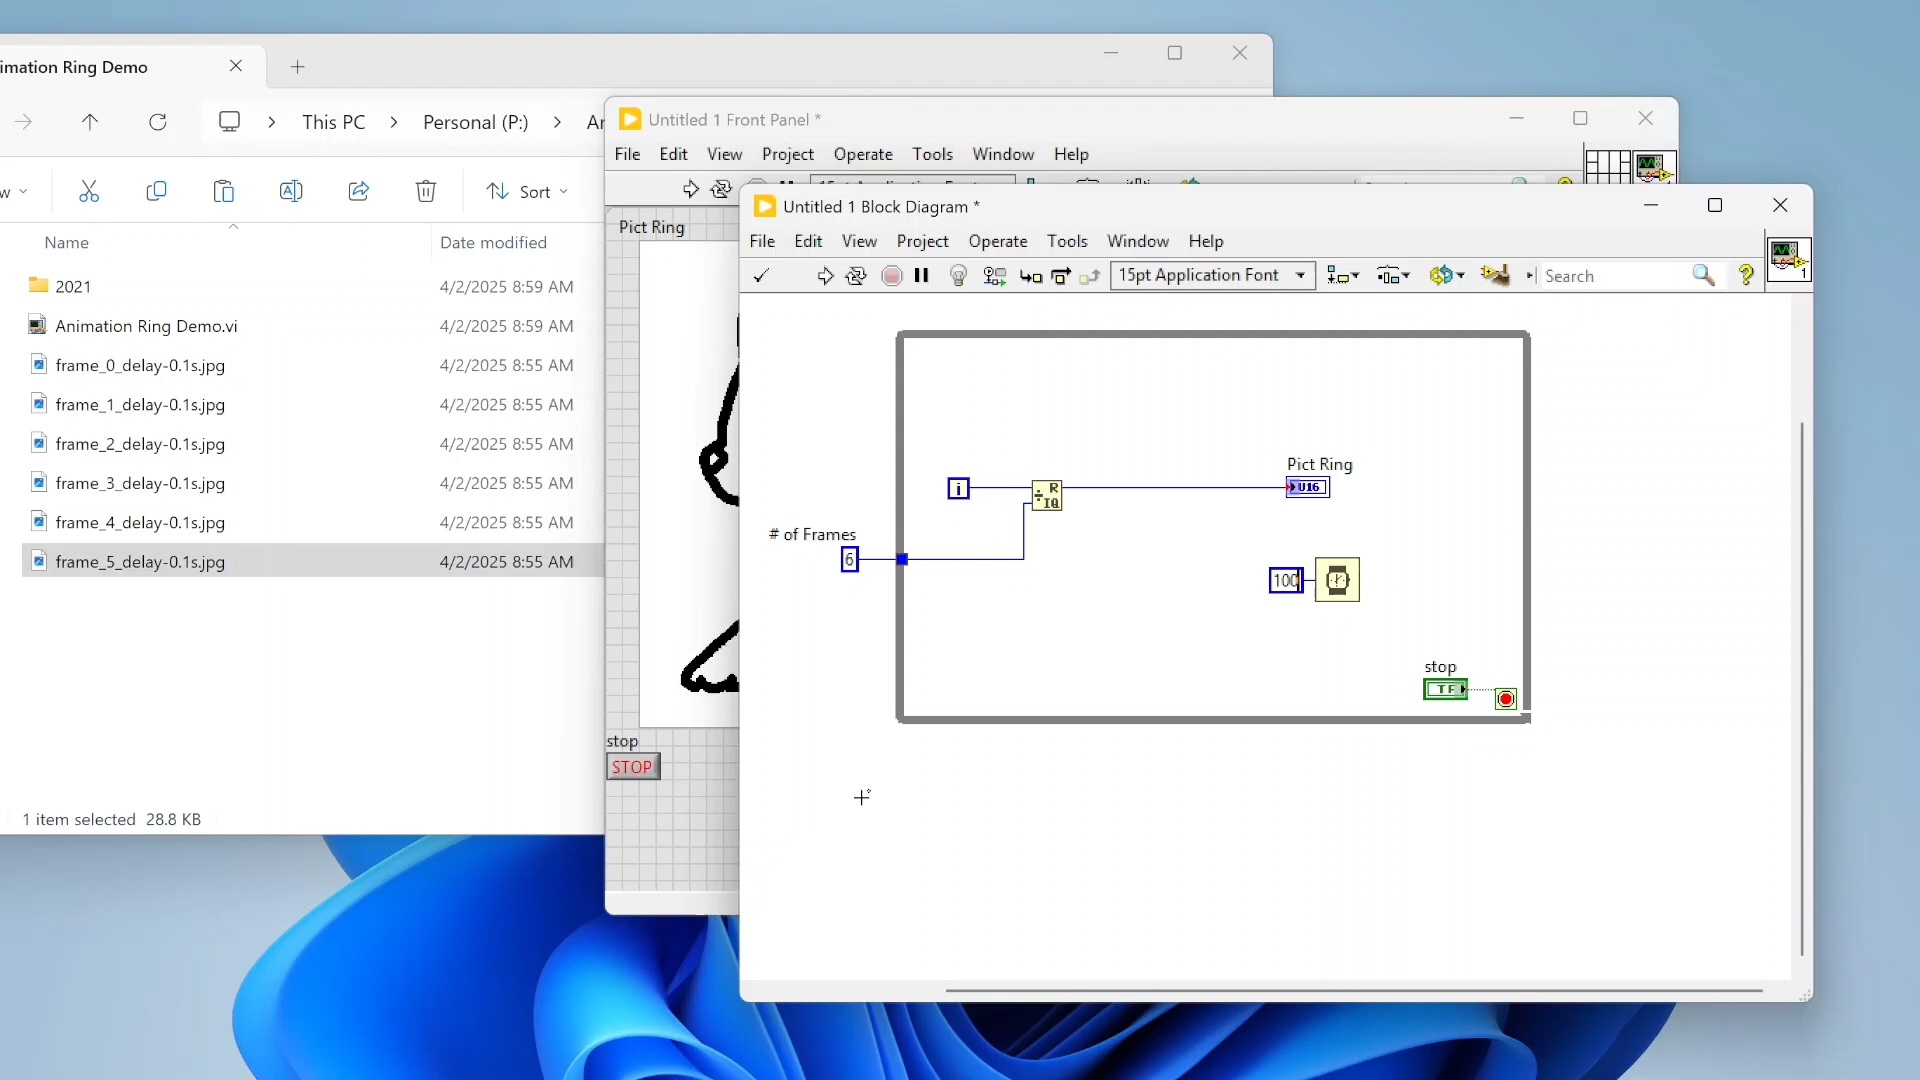 imation Ring Demo
This PC
Personal (P:)
Ar
w
Sort
Name
Date modified
2021
4/2/2025 8:59 AM
Animation Ring Demo.vi
4/2/2025 8:59 AM
frame_0_delay-0.1s.jpg
4/2/2025 8:55 AM
frame_1_delay-0.1s.jpg
4/2/2025 8:55 AM
frame_2_delay-0.1s.jpg
4/2/2025 8:55 AM
frame_3_delay-0.1s.jpg
4/2/2025 8:55 AM
frame_4_delay-0.1s.jpg
4/2/2025 8:55 AM
frame_5_delay-0.1s.jpg
4/2/2025 8:55 AM
1 item selected 28.8 KB
Untitled 1 Front Panel *
File Edit View Project Operate Tools Window Help
Pict Ring
stop
STOP
Untitled 1 Block Diagram *
File Edit View Project Operate Tools Window Help
15pt Application Font
Search
?
1
Pict Ring
i
R
IQ
U16
# of Frames
6
100
stop
TF